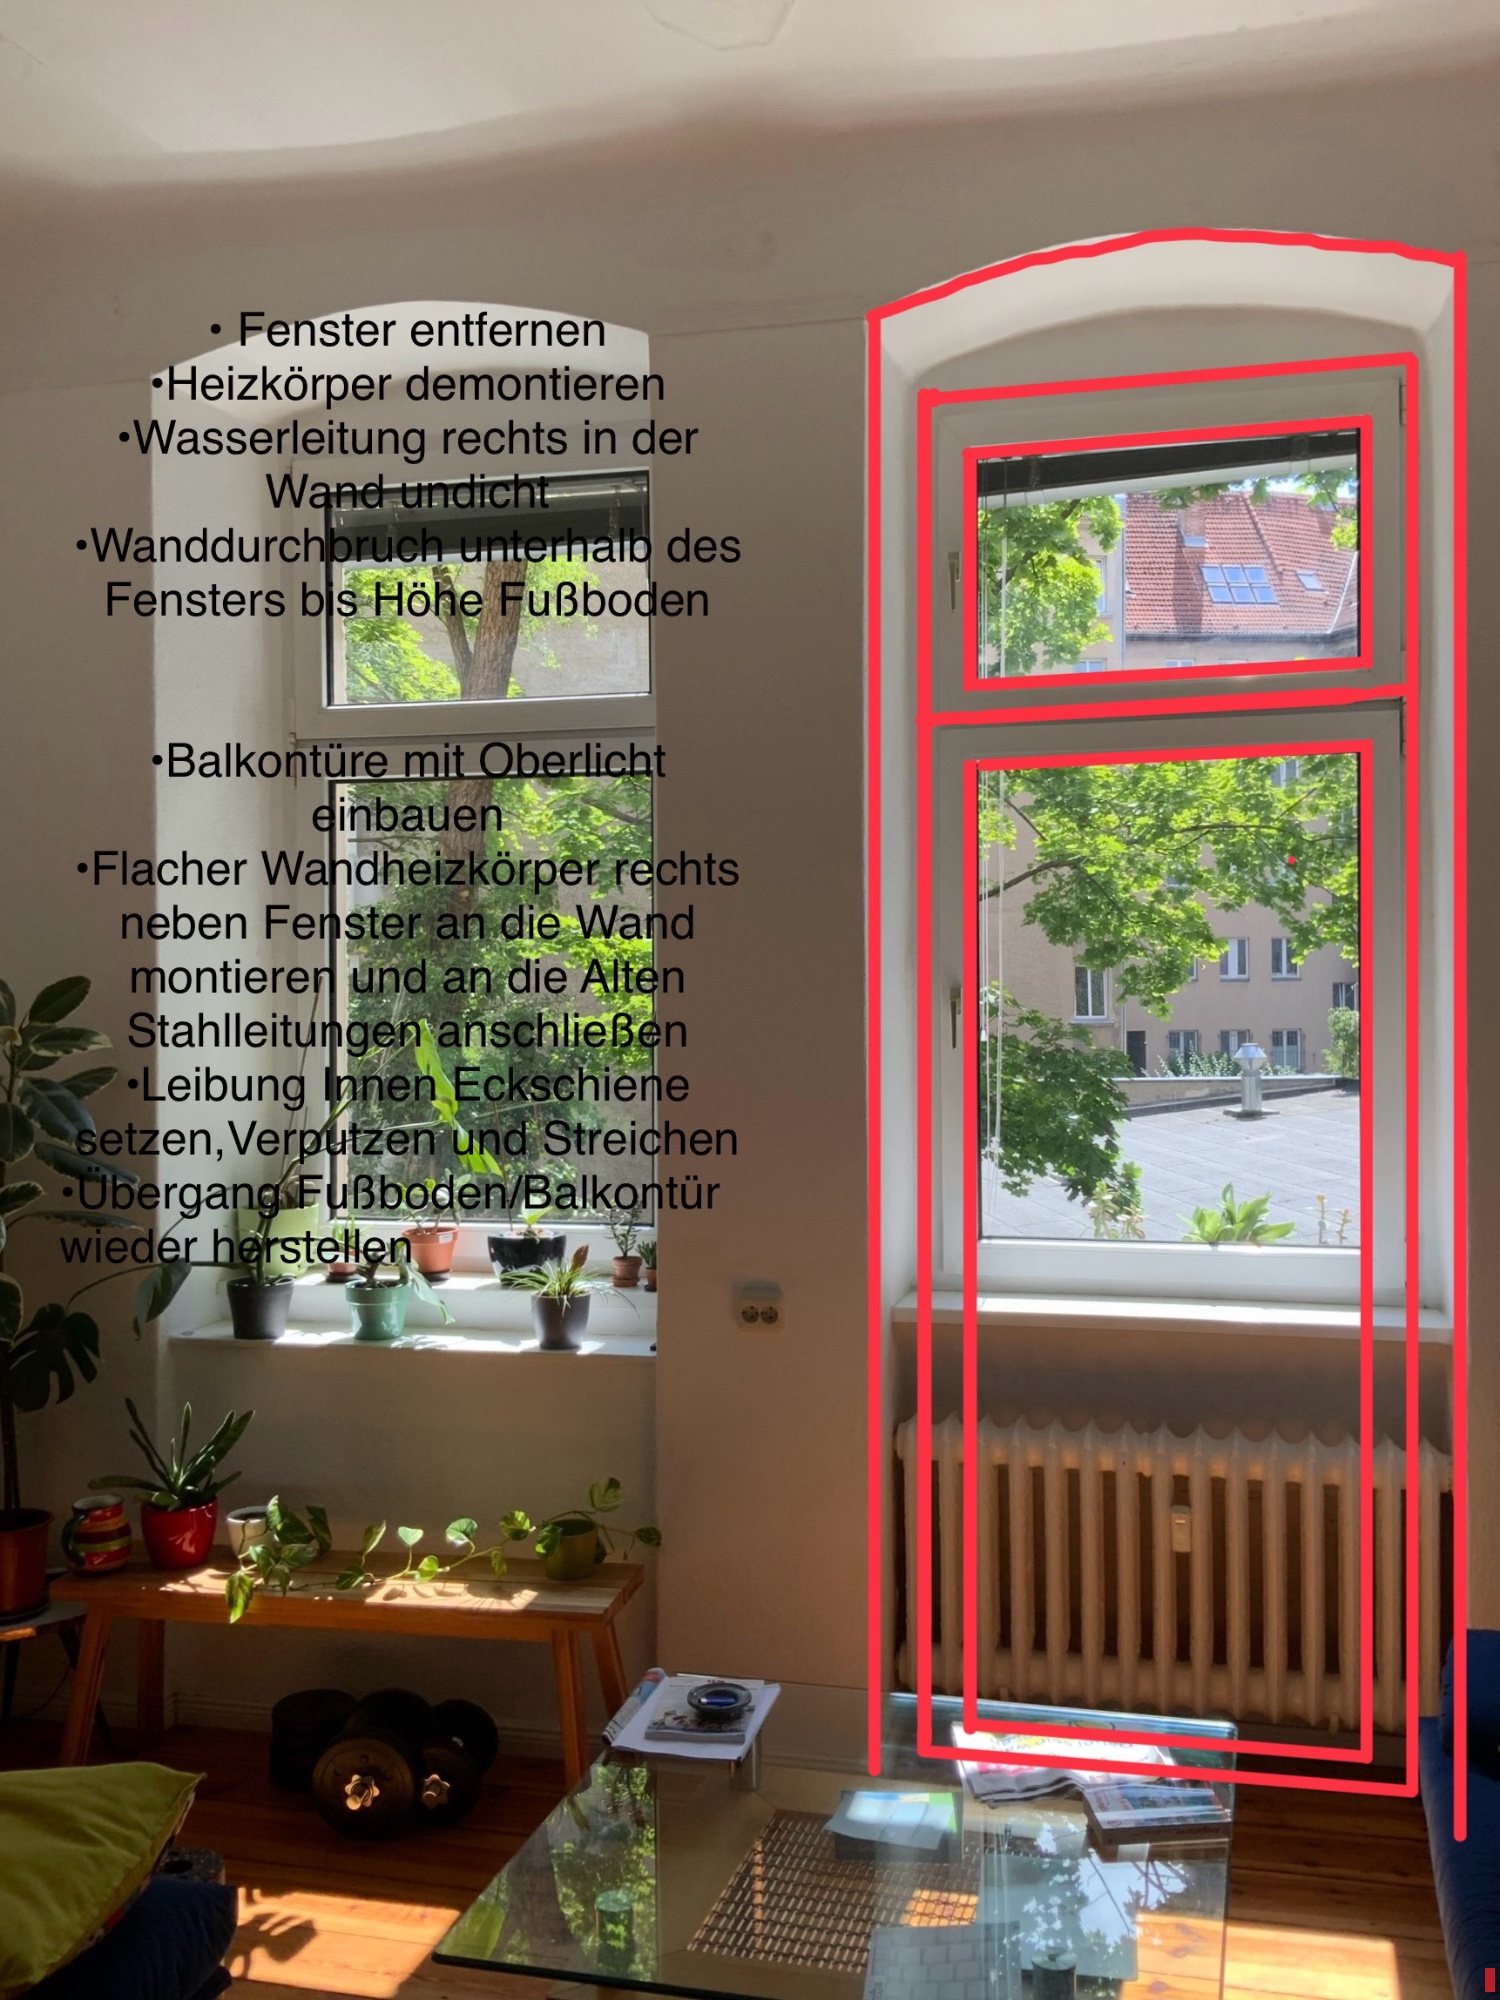 • Fenster entfernen
•Heizkörper demontieren
•Wasserleitung rechts in der
Wand undicht
•Wanddurchbruch unterhalb des
Fensters bis Höhe Fußboden
•Balkontüre mit Oberlicht
einbauen
•Flacher Wandheizkörper rechts
neben Fenster an die Wand
montieren und an die Alten
Stahlleitungen anschließen
•Leibung Innen Eckschiene
setzen,Verputzen und Streichen
•Übergang Fußboden/Balkontür
wieder herstellen